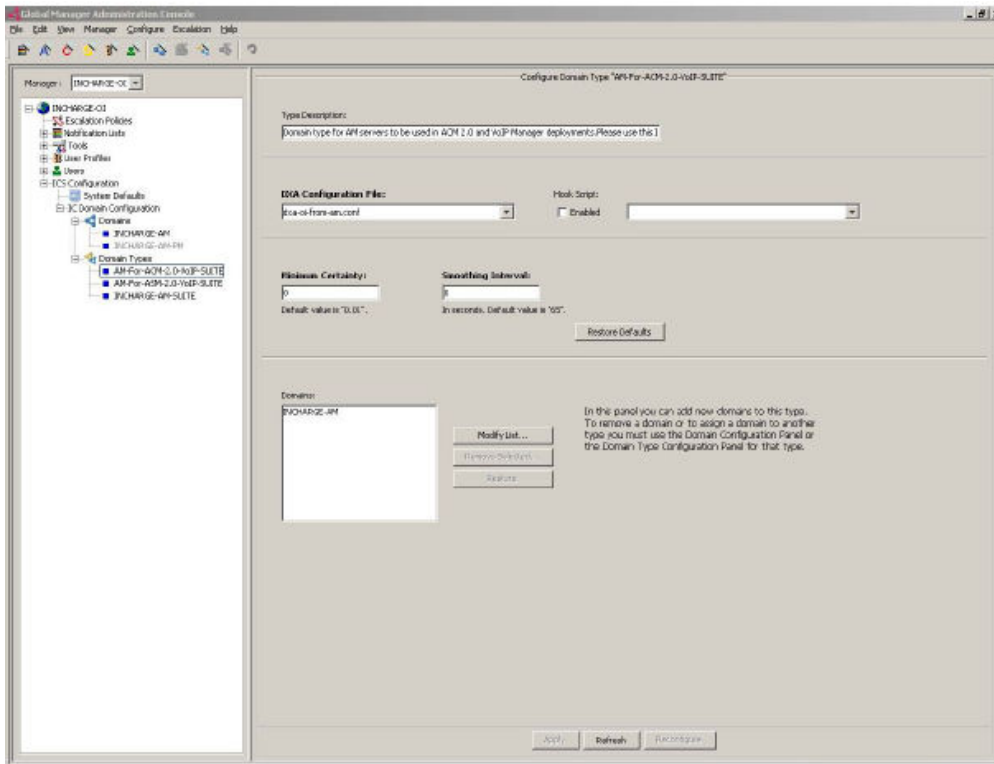 Global Manager Administration Console
File Edit View Manager Configure Escalation Help
Manager: INCHARGE-OI
INCHARGE-OI
Escalation Policies
Notification Lists
Tools
User Profiles
Users
ICS Configuration
System Defaults
IC Domain Configuration
Domains
INCHARGE-AM
INCHARGE-AM-PM
Domain Types
AM-For-ACM-2.0-VoIP-SUITE
AM-For-ASM-2.0-VoIP-SUITE
INCHARGE-AM-SUITE
Configure Domain Type "AM-For-ACM-2.0-VoIP-SUITE"
Type Description:
Domain type for AM servers to be used in ACM 2.0 and VoIP Manager deployments.Please use this
DXA Configuration File:
Hook Script:
dxa-oi-from-am.conf
Enabled
Minimum Certainty:
Smoothing Interval:
0
Default value is "0.01".
In seconds. Default value is "65".
Restore Defaults
Domains:
INCHARGE-AM
Modify List...
Remove Selected...
Restore
In this panel you can add new domains to this type.
To remove a domain or to assign a domain to another
type you must use the Domain Configuration Panel or
the Domain Type Configuration Panel for that type.
Apply Refresh Reconfigure